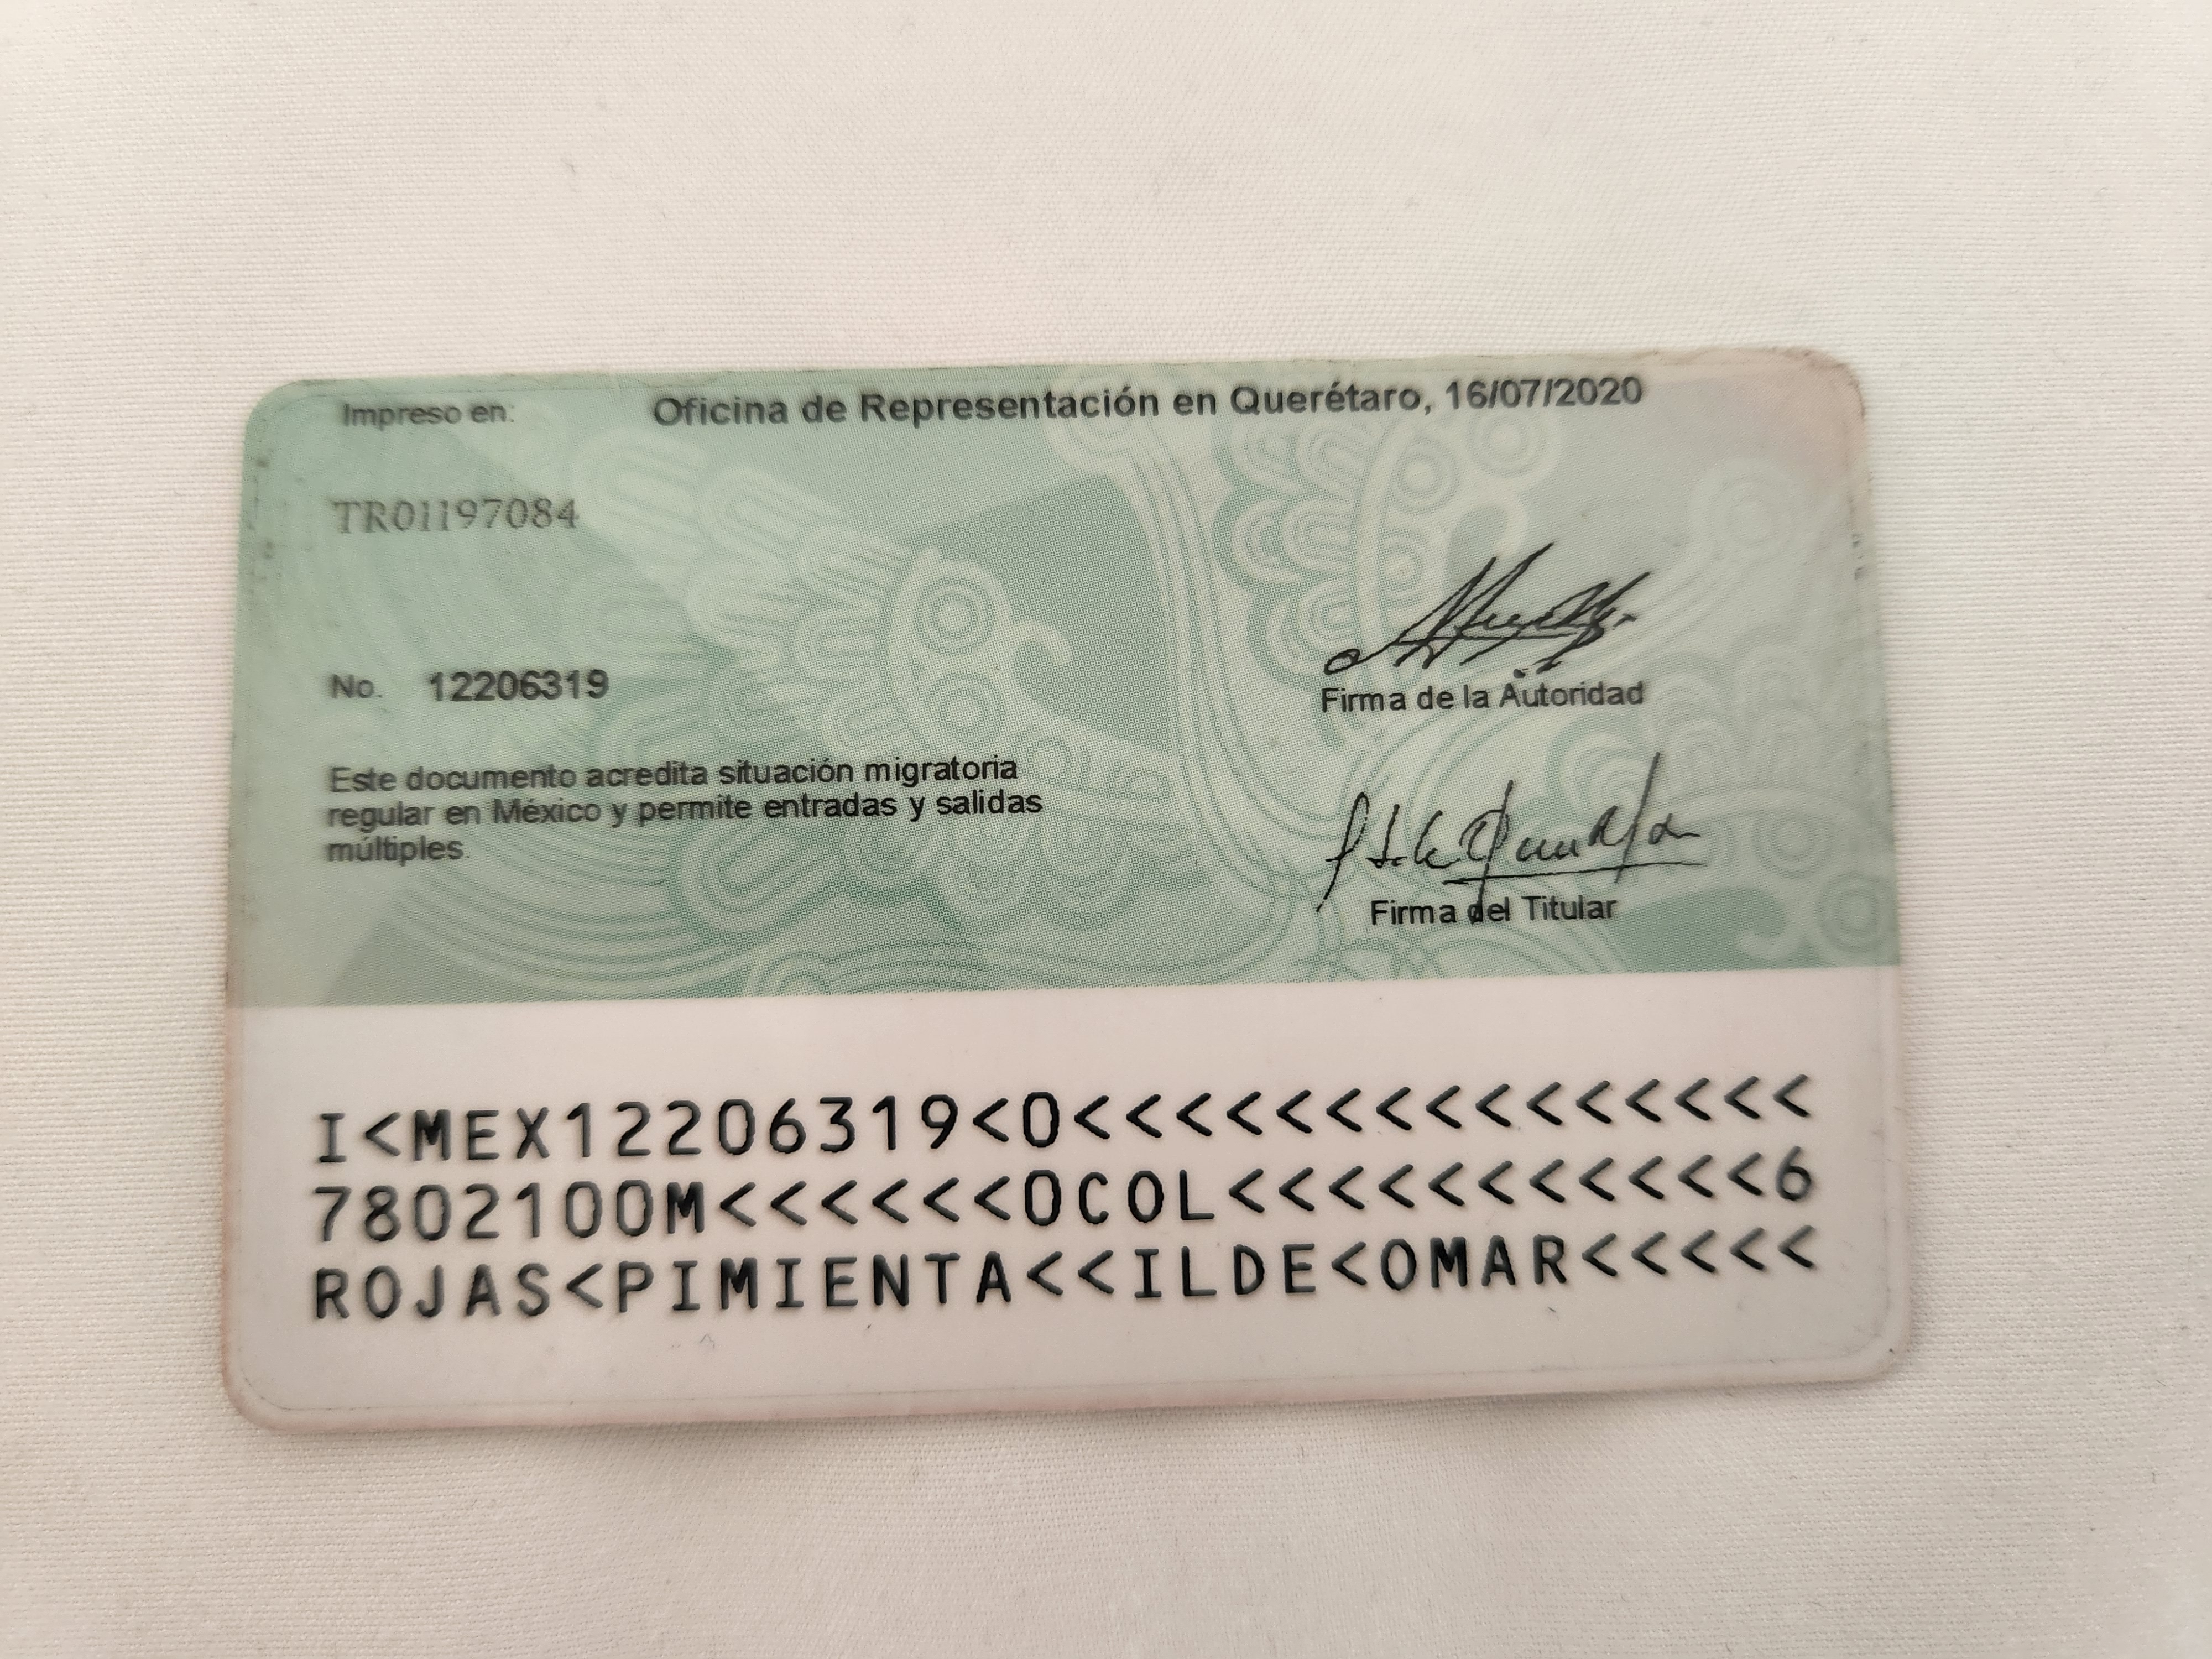 Impreso en: Oficina de Representación en Querétaro, 16/07/2020
TR01197084
No. 12206319
Firma de la Autoridad
Este documento acredita situación migratoria
regular en México y permite entradas y salidas
múltiples.
Firma del Titular
I<MEX12206319<0<<<<<<<<<<<<<<<
7802100M<<<<<<0COL<<<<<<<<<<<6
ROJAS<PIMIENTA<<ILDE<OMAR<<<<<